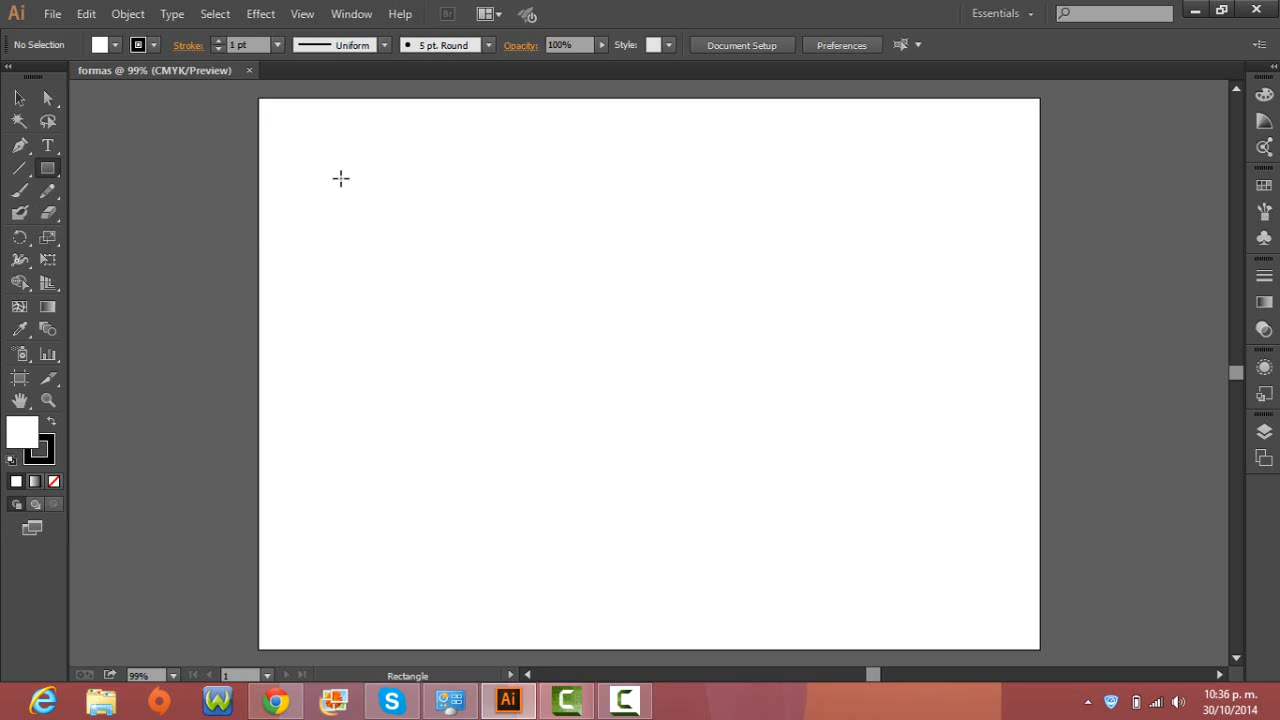 Ai File Edit Object Type Select Effect View Window Help Br Essentials
No Selection Stroke: 1 pt Uniform 5 pt. Round Opacity: 100% Style: Document Setup Preferences
formas @ 99% (CMYK/Preview) ×
T
99% 1 Rectangle
10:36 p. m.
Ai
30/10/2014